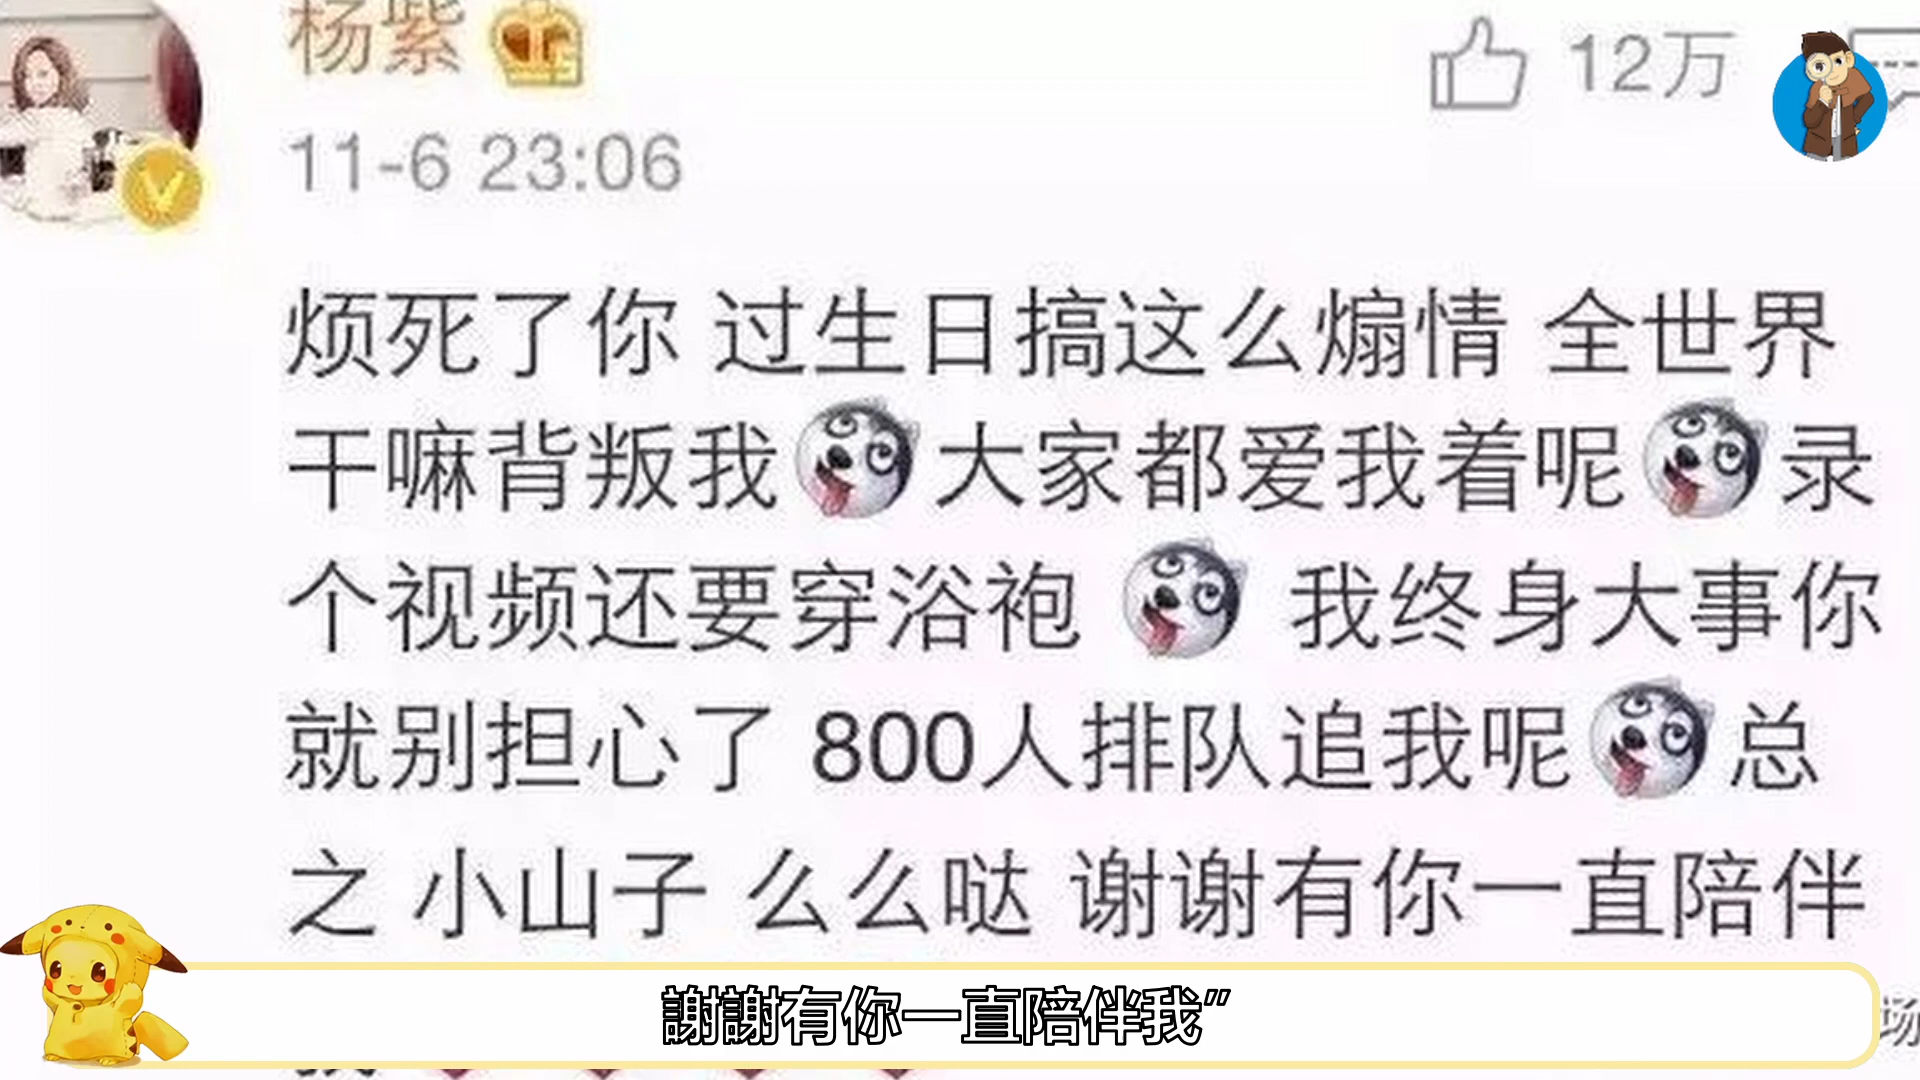 杨紫
12万
11-6 23:06
烦死了你 过生日搞这么煽情 全世界
干嘛背叛我 大家都爱我着呢 录
个视频还要穿浴袍 我终身大事你
就别担心了 800人排队追我呢 总
之 小山子 么么哒 谢谢有你一直陪伴
謝謝有你一直陪伴我”
场